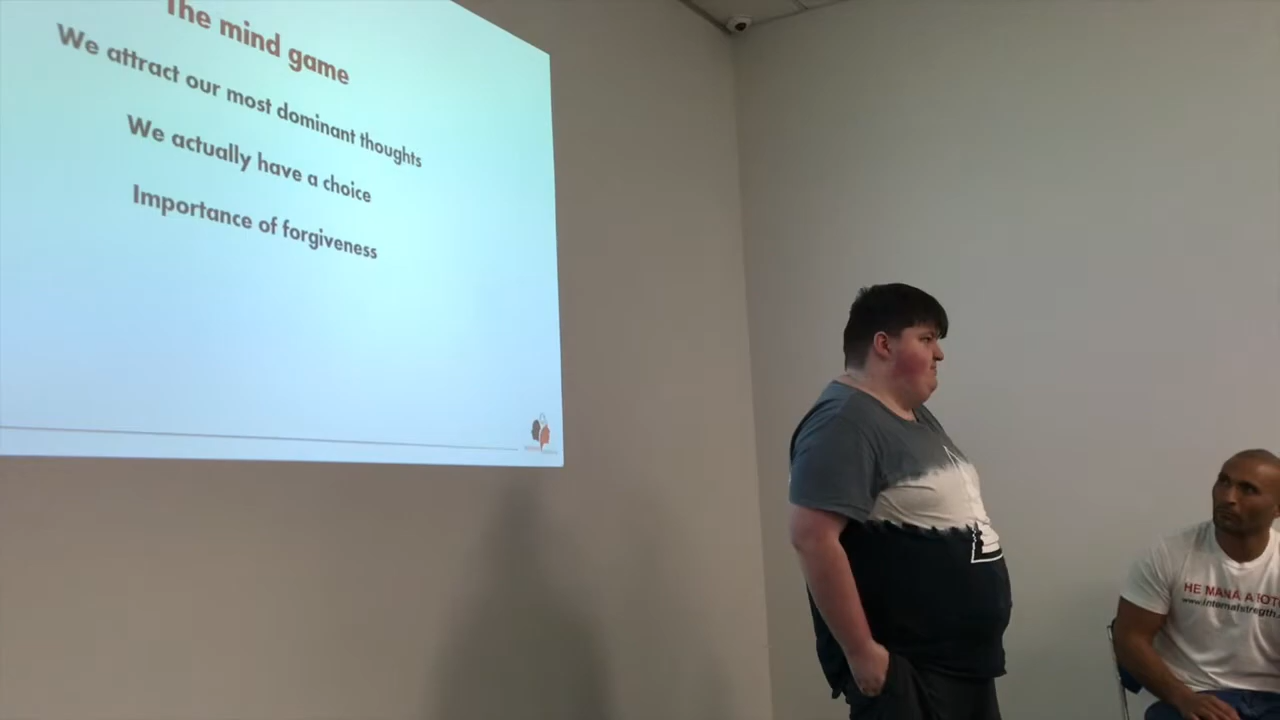 The mind game
We attract our most dominant thoughts
We actually have a choice
Importance of forgiveness
HE MANA A
www.internalstregth.